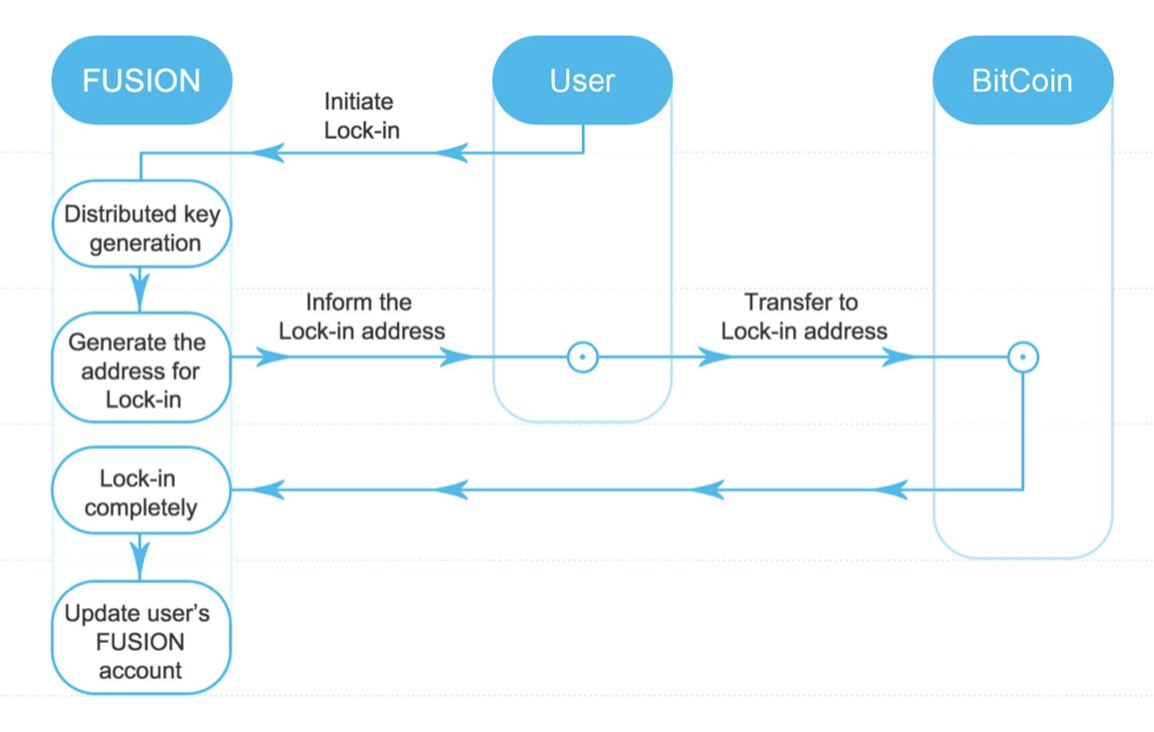 FUSION
User
BitCoin
Initiate
Lock-in
Distributed key
generation
Generate the
address for
Lock-in
Inform the
Lock-in address
Transfer to
Lock-in address
Lock-in
completely
Update user’s
FUSION
account